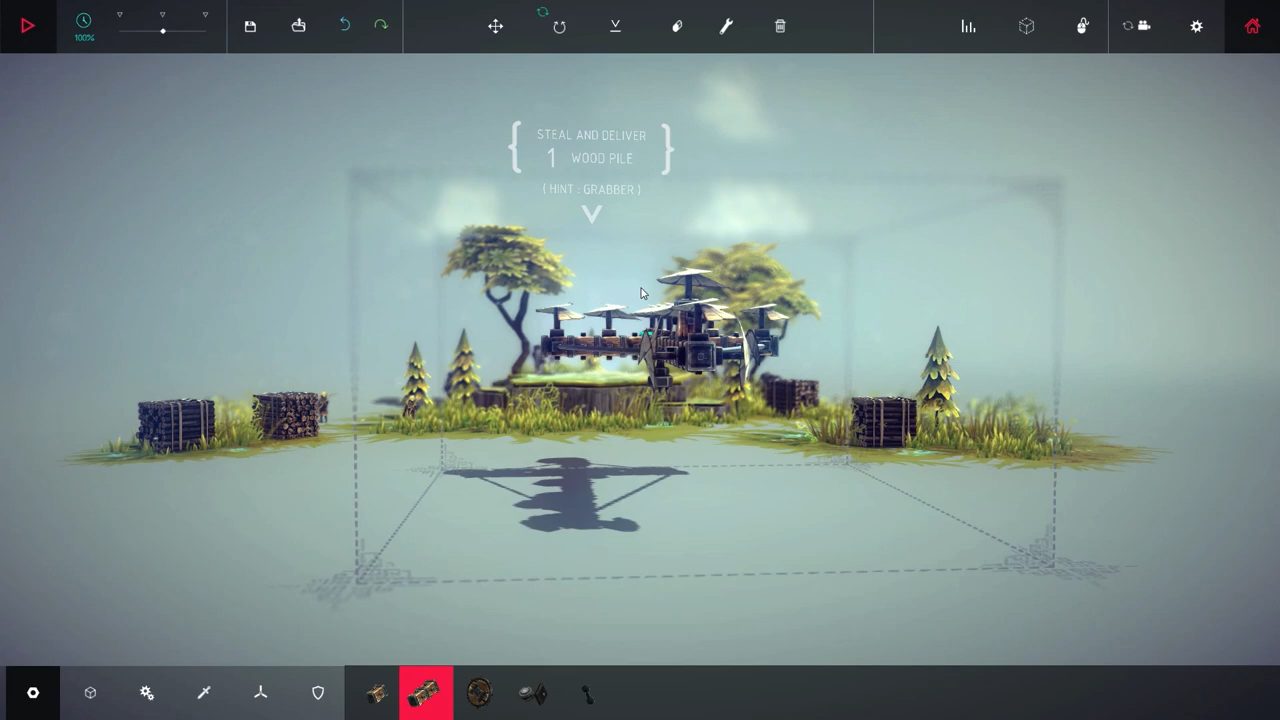 100%
{ STEAL AND DELIVER
1 WOOD PILE }
( HINT : GRABBER )